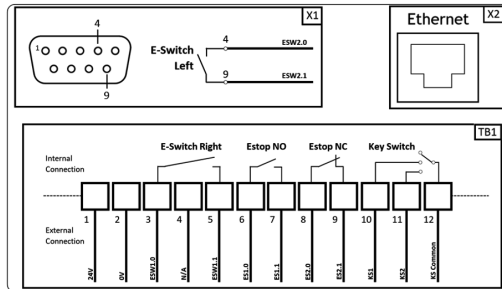 X1
4
1
9
E-Switch
Left
4
ESW2.0
9
ESW2.1
Ethernet
X2
TB1
Internal
Connection
E-Switch Right
Estop NO
Estop NC
Key Switch
1 2 3 4 5 6 7 8 9 10 11 12
External
Connection
24V
0V
ESW1.0
N/A
ESW1.1
ES1.0
ES1.1
ES2.0
ES2.1
KS1
KS2
KS Common